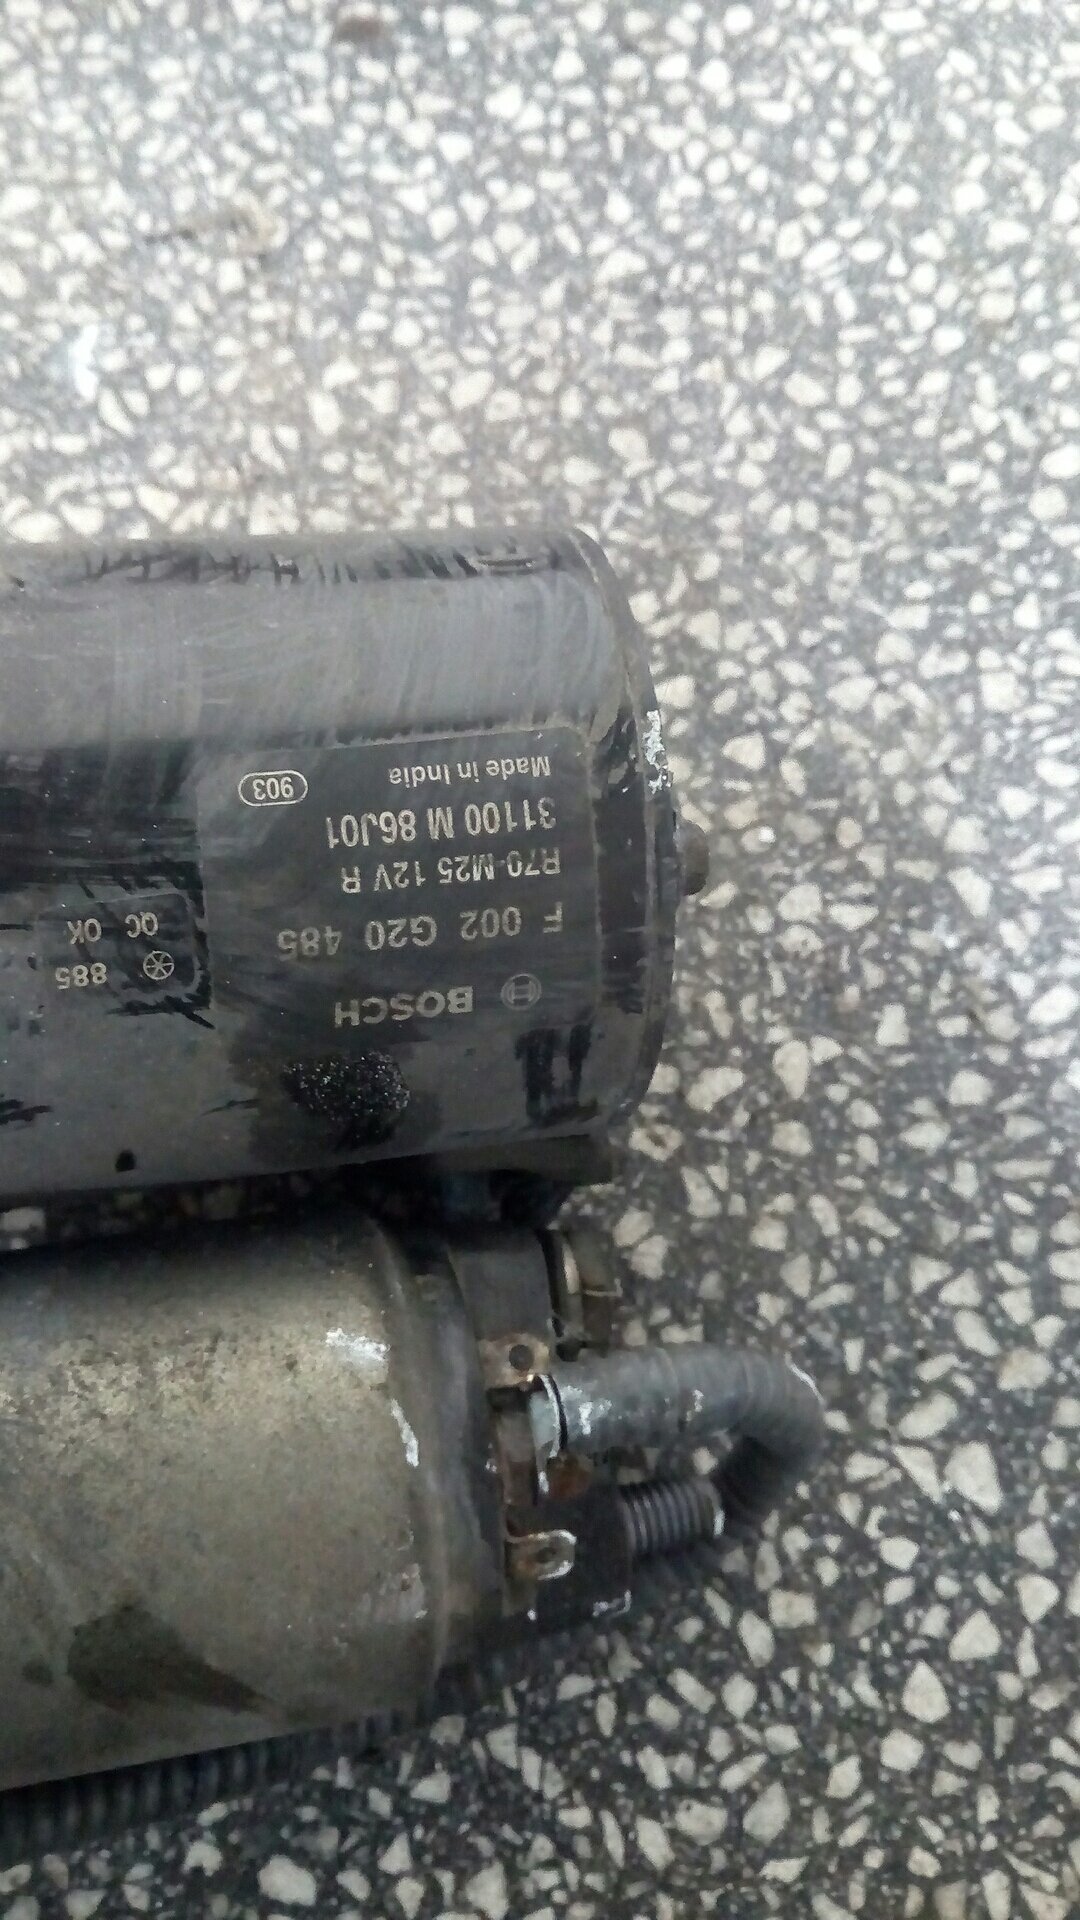 BOSCH
F 002 G20 485
R70-M25 12V R
31100 M 86J01
Made in India 903
885
QC OK